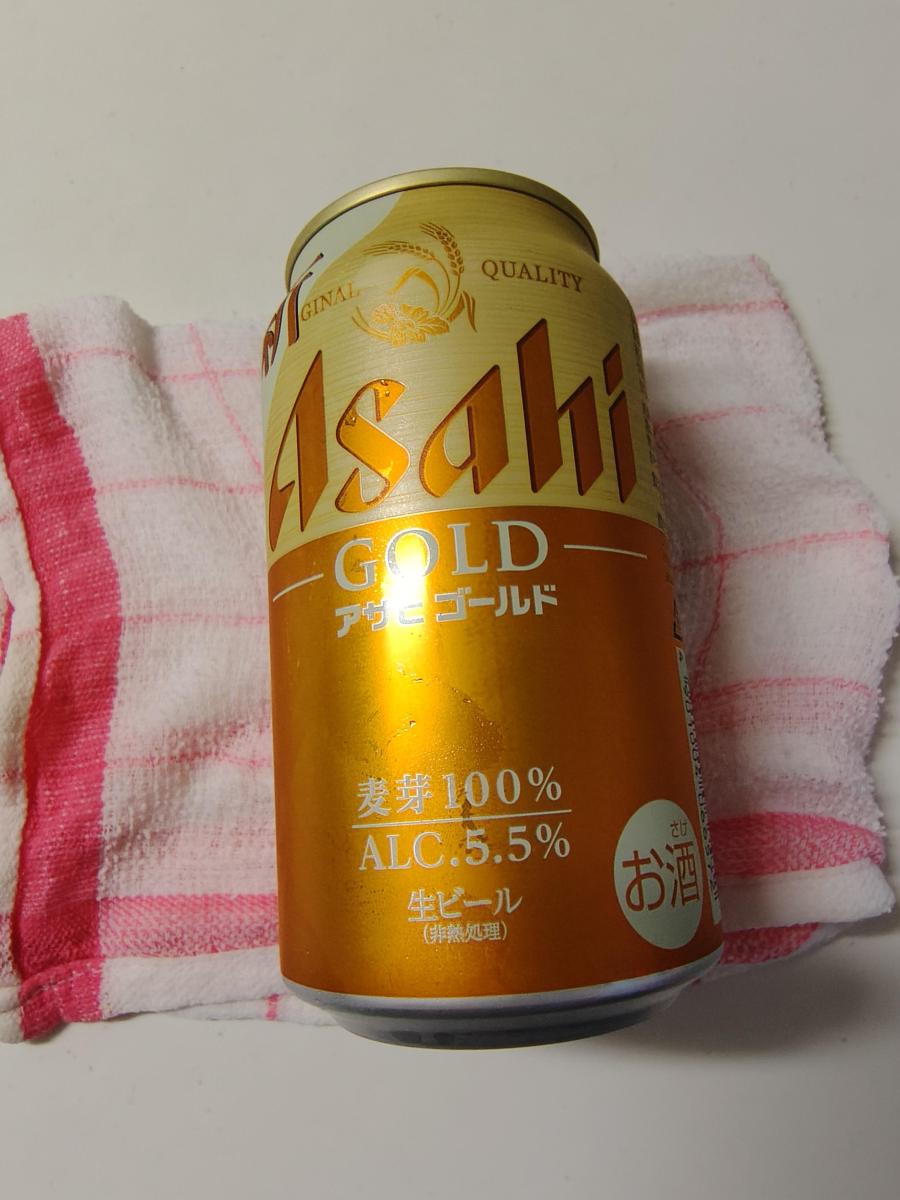 GINAL QUALITY
Asahi
GOLD
アサヒゴールド
麦芽100%
ALC.5.5%
生ビール
(非熱処理)
さけ
お酒